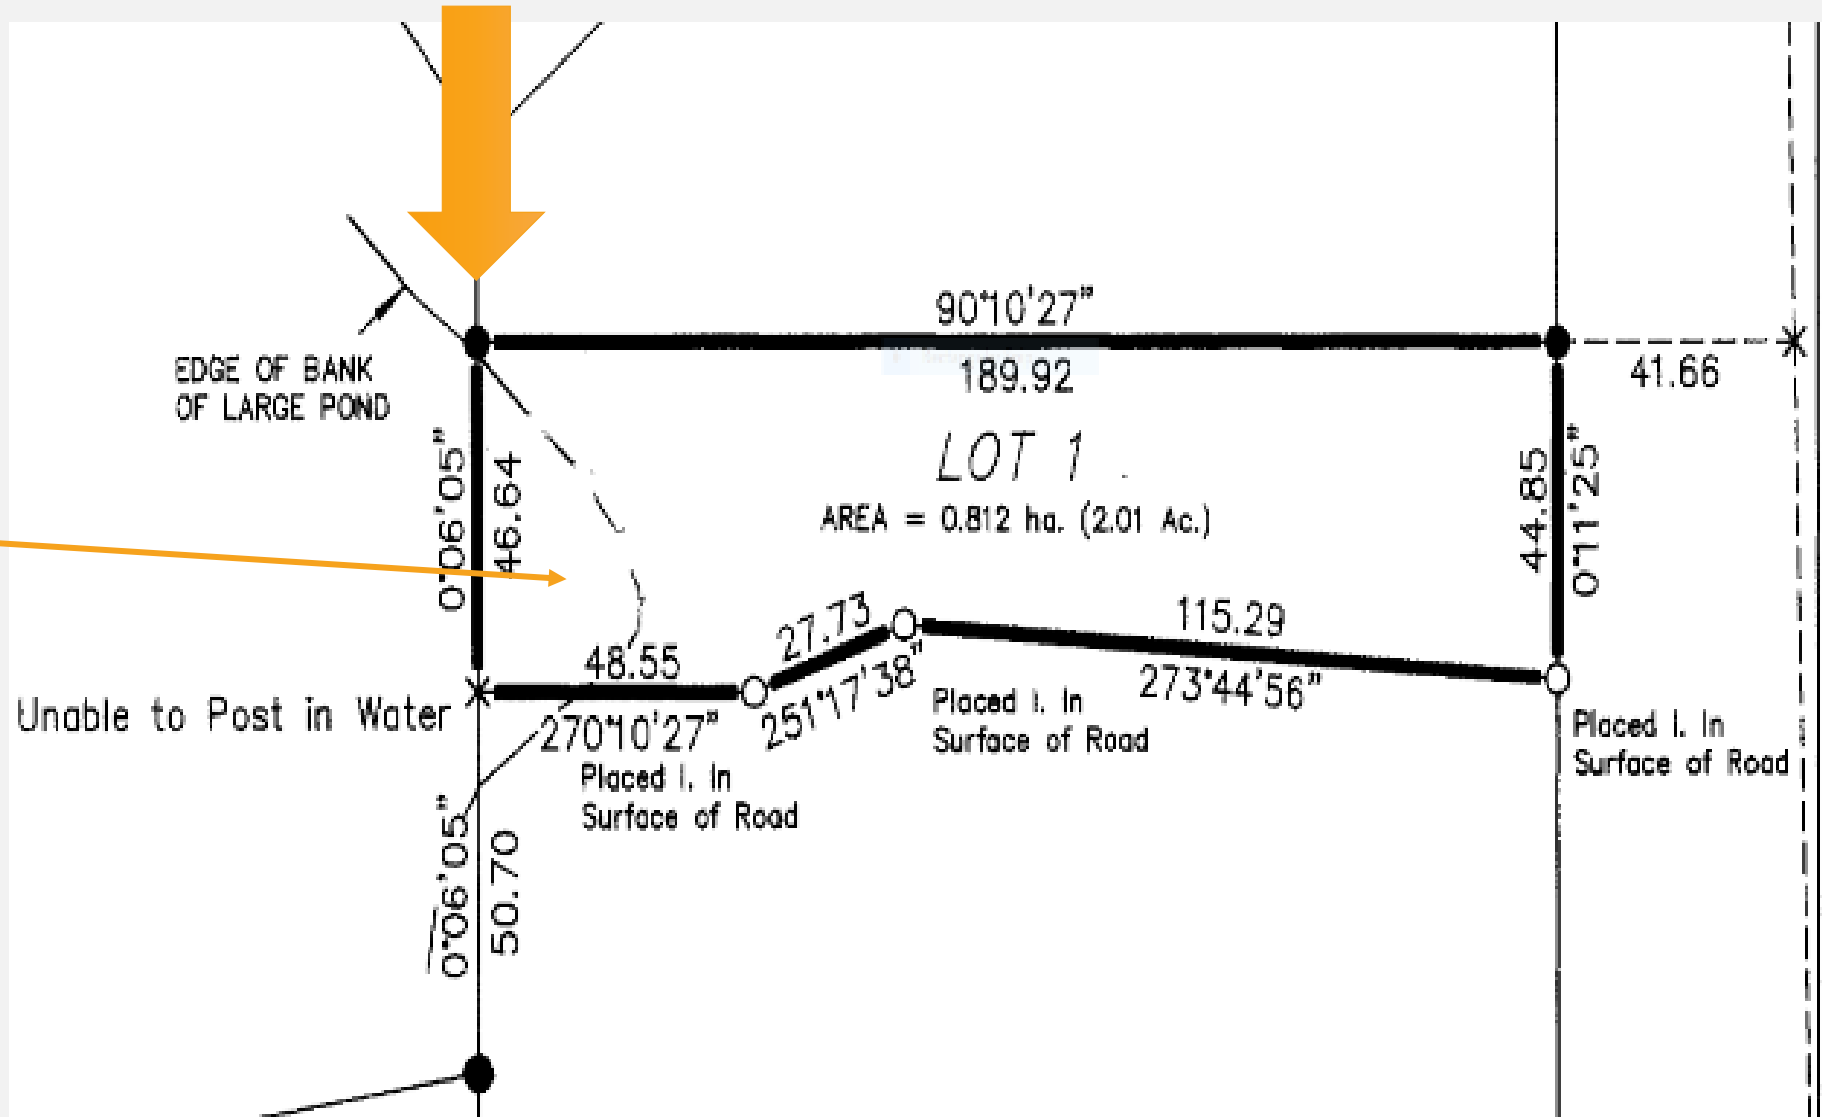 90°10'27"
189.92
41.66
EDGE OF BANK
OF LARGE POND
LOT 1
AREA = 0.812 ha. (2.01 Ac.)
0°06'05"
46.64
44.85
0°11'25"
27.73
251°17'38"
115.29
273°44'56"
48.55
270°10'27"
Unable to Post in Water
Placed I. In
Surface of Road
Placed I. In
Surface of Road
Placed I. In
Surface of Road
0°06'05"
50.70